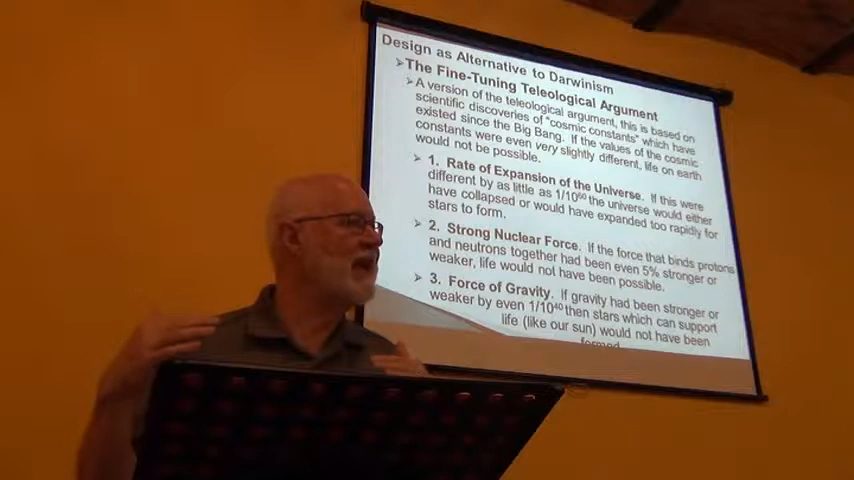 Design as Alternative to Darwinism
➢The Fine-Tuning Teleological Argument
➢A version of the teleological argument, this is based on
scientific discoveries of "cosmic constants" which have
existed since the Big Bang. If the values of the cosmic
constants were even very slightly different, life on earth
would not be possible.
➢ 1. Rate of Expansion of the Universe. If this were
different by as little as 1/10⁶⁰ the universe would either
have collapsed or would have expanded too rapidly for
stars to form.
➢ 2. Strong Nuclear Force. If the force that binds protons
and neutrons together had been even 5% stronger or
weaker, life would not have been possible.
➢ 3. Force of Gravity. If gravity had been stronger or
weaker by even 1/10⁴⁰ then stars which can support
life (like our sun) would not have been
formed